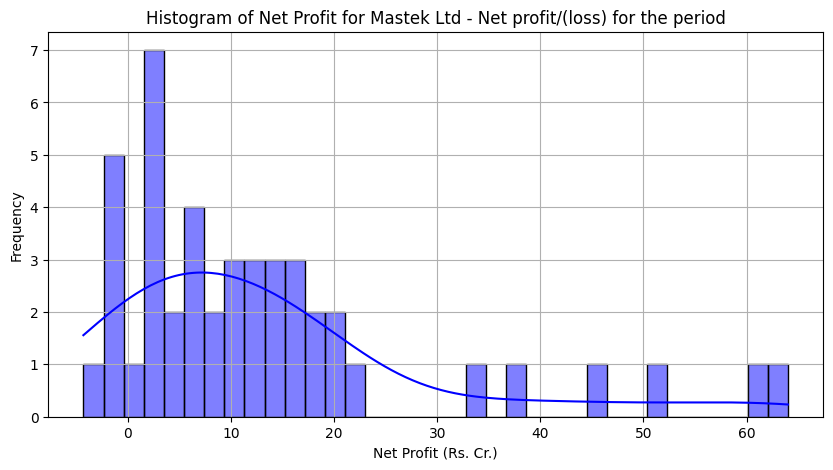 Histogram of Net Profit for Mastek Ltd - Net profit/(loss) for the period
Frequency
7
6
5
4
3
2
1
0
0 10 20 30 40 50 60
Net Profit (Rs. Cr.)